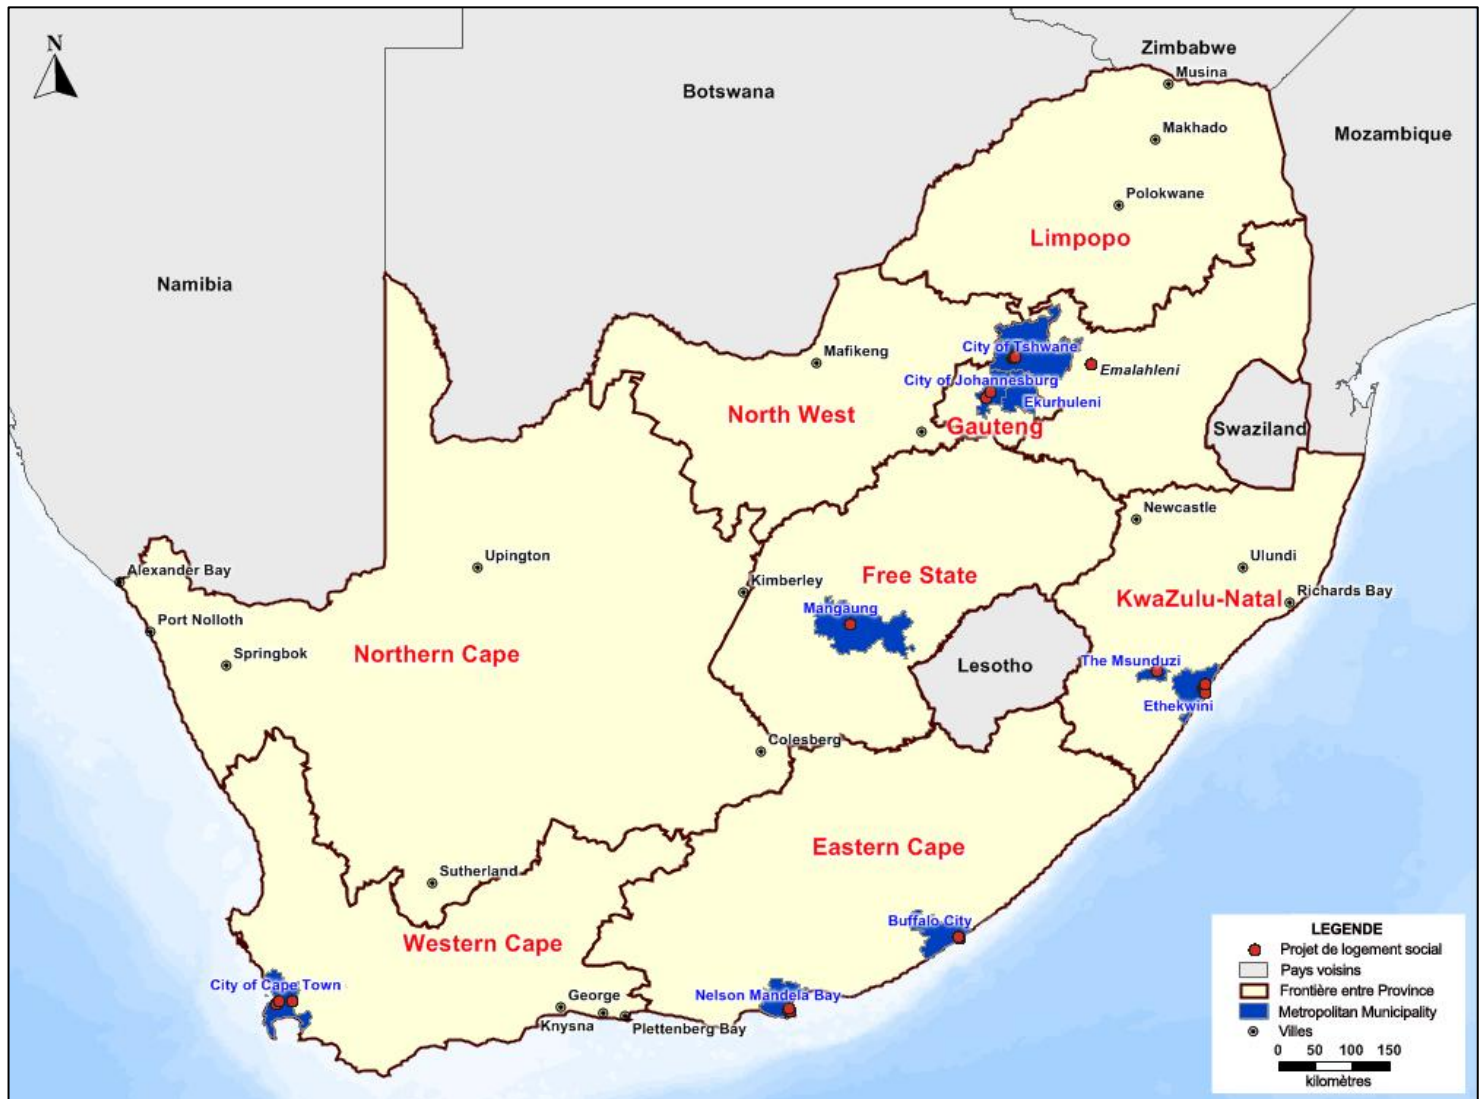 N
Zimbabwe
Musina
Botswana
Makhado
Mozambique
Polokwane
Limpopo
Namibia
City of Tshwane
Mafikeng
Emalahleni
City of Johannesburg
Ekurhuleni
North West
Gauteng
Swaziland
Newcastle
Upington
Ulundi
Alexander Bay
Kimberley
Free State
Richards Bay
KwaZulu-Natal
Mangaung
Port Nolloth
Springbok
Northern Cape
Lesotho
The Msunduzi
Ethekwini
Colesberg
Eastern Cape
Sutherland
Buffalo City
Western Cape
City of Cape Town
George
Nelson Mandela Bay
Knysna
Plettenberg Bay
LEGENDE
Projet de logement social
Pays voisins
Frontière entre Province
Metropolitan Municipality
Villes
0 50 100 150
kilomètres